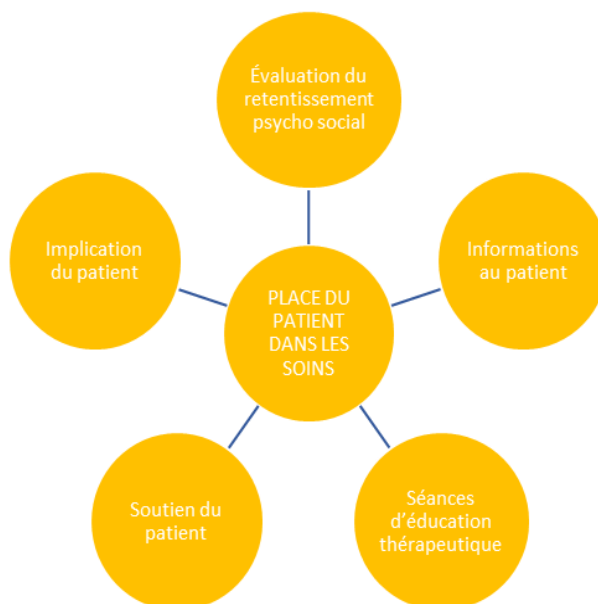 Évaluation du
retentissement
psycho social
Implication
du patient
Informations
au patient
PLACE DU
PATIENT
DANS LES
SOINS
Soutien du
patient
Séances
d'éducation
thérapeutique